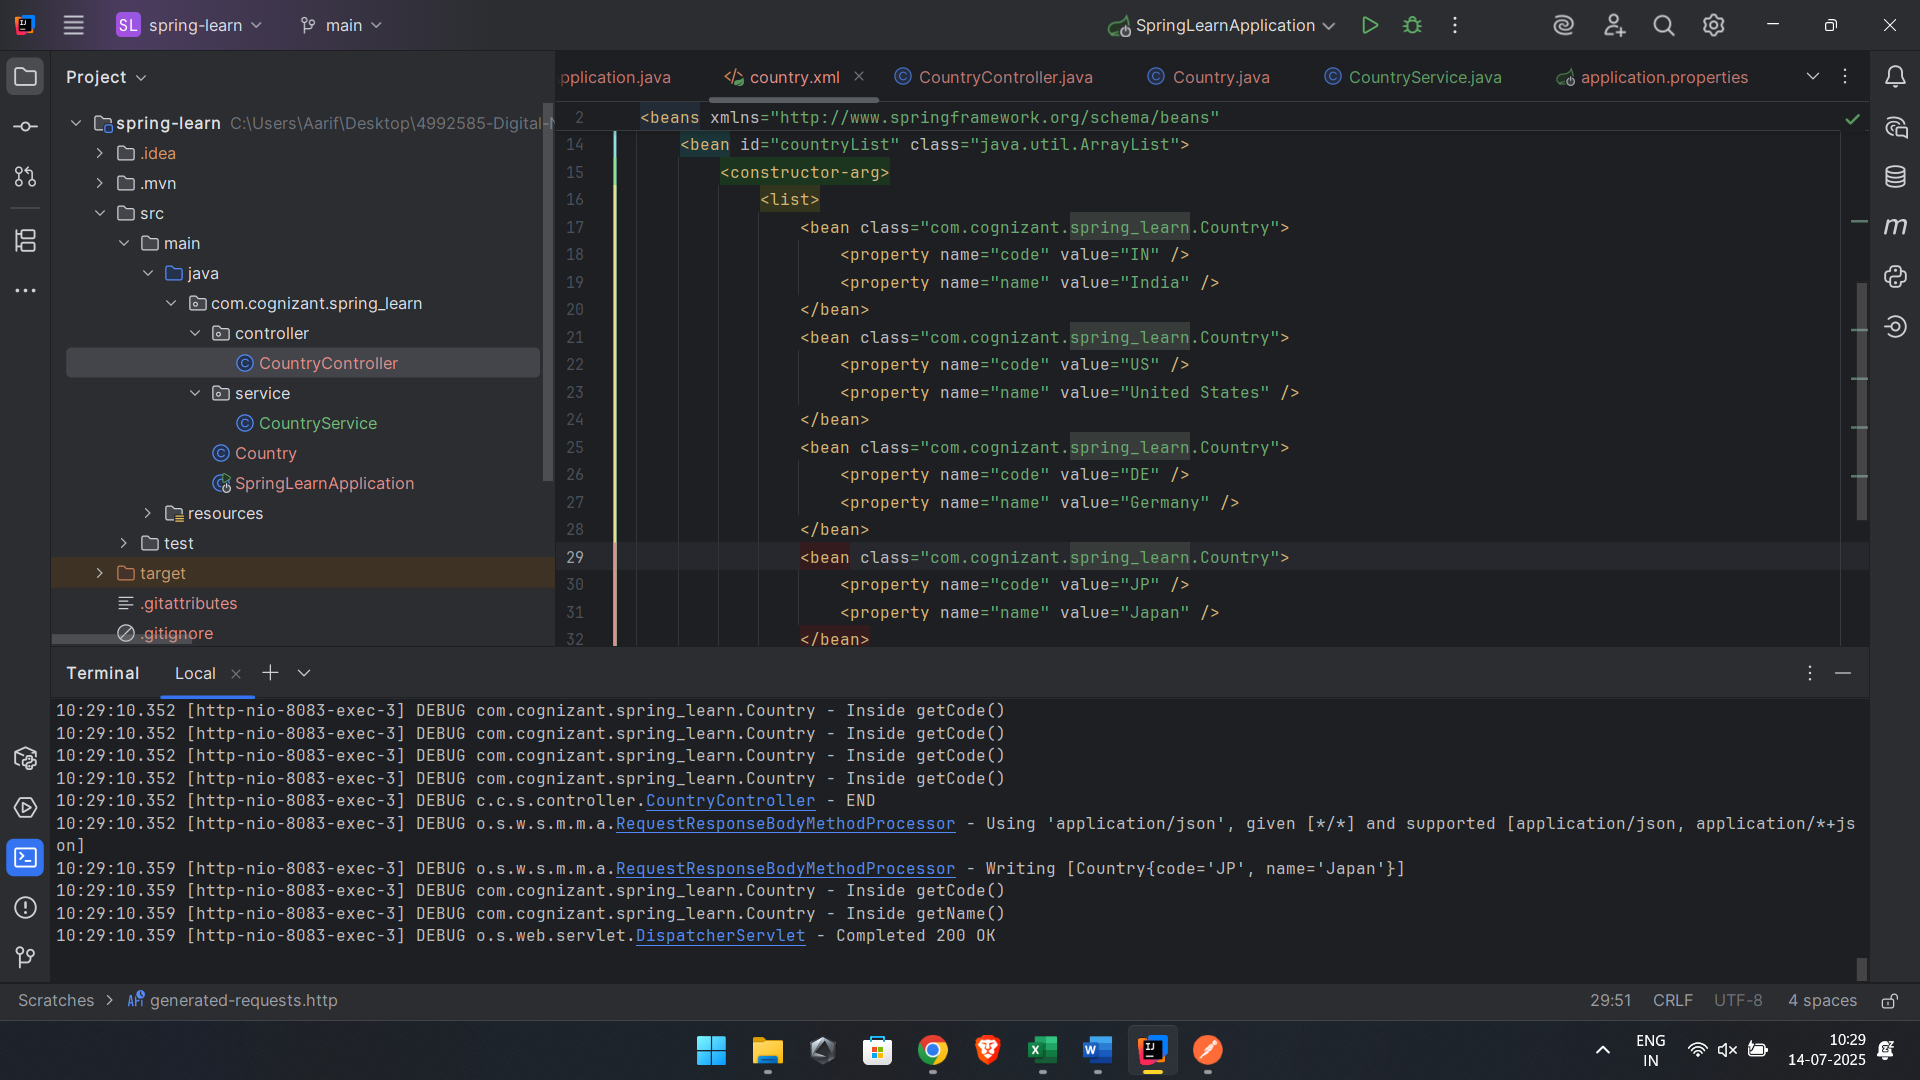 SL spring-learn main SpringLearnApplication
Project
pplication.java country.xml CountryController.java Country.java CountryService.java application.properties
spring-learn C:\Users\Aarif\Desktop\4992585-Digital-N
.idea
.mvn
src
main
java
com.cognizant.spring_learn
controller
CountryController
service
CountryService
Country
SpringLearnApplication
resources
test
target
.gitattributes
.gitignore
2 <beans xmlns="http://www.springframework.org/schema/beans"
14 <bean id="countryList" class="java.util.ArrayList">
15 <constructor-arg>
16 <list>
17 <bean class="com.cognizant.spring_learn.Country">
18 <property name="code" value="IN" />
19 <property name="name" value="India" />
20 </bean>
21 <bean class="com.cognizant.spring_learn.Country">
22 <property name="code" value="US" />
23 <property name="name" value="United States" />
24 </bean>
25 <bean class="com.cognizant.spring_learn.Country">
26 <property name="code" value="DE" />
27 <property name="name" value="Germany" />
28 </bean>
29 <bean class="com.cognizant.spring_learn.Country">
30 <property name="code" value="JP" />
31 <property name="name" value="Japan" />
32 </bean>
Terminal Local
10:29:10.352 [http-nio-8083-exec-3] DEBUG com.cognizant.spring_learn.Country - Inside getCode()
10:29:10.352 [http-nio-8083-exec-3] DEBUG com.cognizant.spring_learn.Country - Inside getCode()
10:29:10.352 [http-nio-8083-exec-3] DEBUG com.cognizant.spring_learn.Country - Inside getCode()
10:29:10.352 [http-nio-8083-exec-3] DEBUG com.cognizant.spring_learn.Country - Inside getCode()
10:29:10.352 [http-nio-8083-exec-3] DEBUG c.c.s.controller.CountryController - END
10:29:10.352 [http-nio-8083-exec-3] DEBUG o.s.w.s.m.m.a.RequestResponseBodyMethodProcessor - Using 'application/json', given [*/*] and supported [application/json, application/*+js
on]
10:29:10.359 [http-nio-8083-exec-3] DEBUG o.s.w.s.m.m.a.RequestResponseBodyMethodProcessor - Writing [Country{code='JP', name='Japan'}]
10:29:10.359 [http-nio-8083-exec-3] DEBUG com.cognizant.spring_learn.Country - Inside getCode()
10:29:10.359 [http-nio-8083-exec-3] DEBUG com.cognizant.spring_learn.Country - Inside getName()
10:29:10.359 [http-nio-8083-exec-3] DEBUG o.s.web.servlet.DispatcherServlet - Completed 200 OK
Scratches API generated-requests.http 29:51 CRLF UTF-8 4 spaces
ENG 10:29
IN 14-07-2025